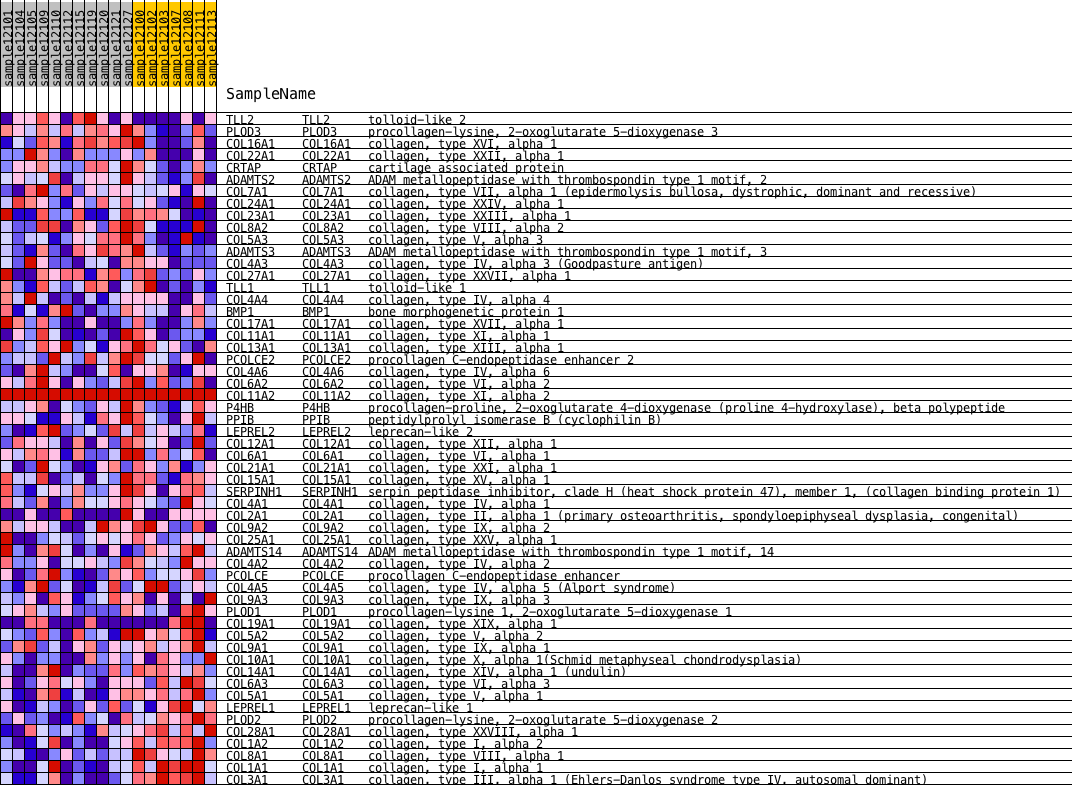 sample12101
sample12104
sample12105
sample12109
sample12110
sample12112
sample12115
sample12119
sample12120
sample12121
sample12127
sample12100
sample12102
sample12103
sample12107
sample12108
sample12111
sample12113
SampleName
TLL2 TLL2 tolloid-like 2
PLOD3 PLOD3 procollagen-lysine, 2-oxoglutarate 5-dioxygenase 3
COL16A1 COL16A1 collagen, type XVI, alpha 1
COL22A1 COL22A1 collagen, type XXII, alpha 1
CRTAP CRTAP cartilage associated protein
ADAMTS2 ADAMTS2 ADAM metallopeptidase with thrombospondin type 1 motif, 2
COL7A1 COL7A1 collagen, type VII, alpha 1 (epidermolysis bullosa, dystrophic, dominant and recessive)
COL24A1 COL24A1 collagen, type XXIV, alpha 1
COL23A1 COL23A1 collagen, type XXIII, alpha 1
COL8A2 COL8A2 collagen, type VIII, alpha 2
COL5A3 COL5A3 collagen, type V, alpha 3
ADAMTS3 ADAMTS3 ADAM metallopeptidase with thrombospondin type 1 motif, 3
COL4A3 COL4A3 collagen, type IV, alpha 3 (Goodpasture antigen)
COL27A1 COL27A1 collagen, type XXVII, alpha 1
TLL1 TLL1 tolloid-like 1
COL4A4 COL4A4 collagen, type IV, alpha 4
BMP1 BMP1 bone morphogenetic protein 1
COL17A1 COL17A1 collagen, type XVII, alpha 1
COL11A1 COL11A1 collagen, type XI, alpha 1
COL13A1 COL13A1 collagen, type XIII, alpha 1
PCOLCE2 PCOLCE2 procollagen C-endopeptidase enhancer 2
COL4A6 COL4A6 collagen, type IV, alpha 6
COL6A2 COL6A2 collagen, type VI, alpha 2
COL11A2 COL11A2 collagen, type XI, alpha 2
P4HB P4HB procollagen-proline, 2-oxoglutarate 4-dioxygenase (proline 4-hydroxylase), beta polypeptide
PPIB PPIB peptidylprolyl isomerase B (cyclophilin B)
LEPREL2 LEPREL2 leprecan-like 2
COL12A1 COL12A1 collagen, type XII, alpha 1
COL6A1 COL6A1 collagen, type VI, alpha 1
COL21A1 COL21A1 collagen, type XXI, alpha 1
COL15A1 COL15A1 collagen, type XV, alpha 1
SERPINH1 SERPINH1 serpin peptidase inhibitor, clade H (heat shock protein 47), member 1, (collagen binding protein 1)
COL4A1 COL4A1 collagen, type IV, alpha 1
COL2A1 COL2A1 collagen, type II, alpha 1 (primary osteoarthritis, spondyloepiphyseal dysplasia, congenital)
COL9A2 COL9A2 collagen, type IX, alpha 2
COL25A1 COL25A1 collagen, type XXV, alpha 1
ADAMTS14 ADAMTS14 ADAM metallopeptidase with thrombospondin type 1 motif, 14
COL4A2 COL4A2 collagen, type IV, alpha 2
PCOLCE PCOLCE procollagen C-endopeptidase enhancer
COL4A5 COL4A5 collagen, type IV, alpha 5 (Alport syndrome)
COL9A3 COL9A3 collagen, type IX, alpha 3
PLOD1 PLOD1 procollagen-lysine 1, 2-oxoglutarate 5-dioxygenase 1
COL19A1 COL19A1 collagen, type XIX, alpha 1
COL5A2 COL5A2 collagen, type V, alpha 2
COL9A1 COL9A1 collagen, type IX, alpha 1
COL10A1 COL10A1 collagen, type X, alpha 1(Schmid metaphyseal chondrodysplasia)
COL14A1 COL14A1 collagen, type XIV, alpha 1 (undulin)
COL6A3 COL6A3 collagen, type VI, alpha 3
COL5A1 COL5A1 collagen, type V, alpha 1
LEPREL1 LEPREL1 leprecan-like 1
PLOD2 PLOD2 procollagen-lysine, 2-oxoglutarate 5-dioxygenase 2
COL28A1 COL28A1 collagen, type XXVIII, alpha 1
COL1A2 COL1A2 collagen, type I, alpha 2
COL8A1 COL8A1 collagen, type VIII, alpha 1
COL1A1 COL1A1 collagen, type I, alpha 1
COL3A1 COL3A1 collagen, type III, alpha 1 (Ehlers-Danlos syndrome type IV, autosomal dominant)